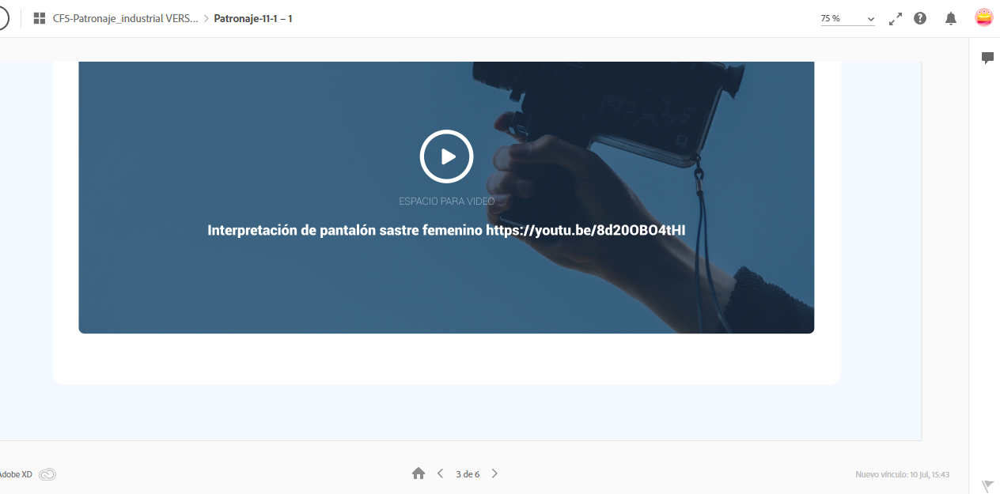 CF5-Patronaje_industrial VERS... > Patronaje-11-1 – 1
75 %
ESPACIO PARA VIDEO
Interpretación de pantalón sastre femenino https://youtu.be/8d20OBO4tHI
Adobe XD
3 de 6
Nuevo vínculo: 10 Jul, 15:43